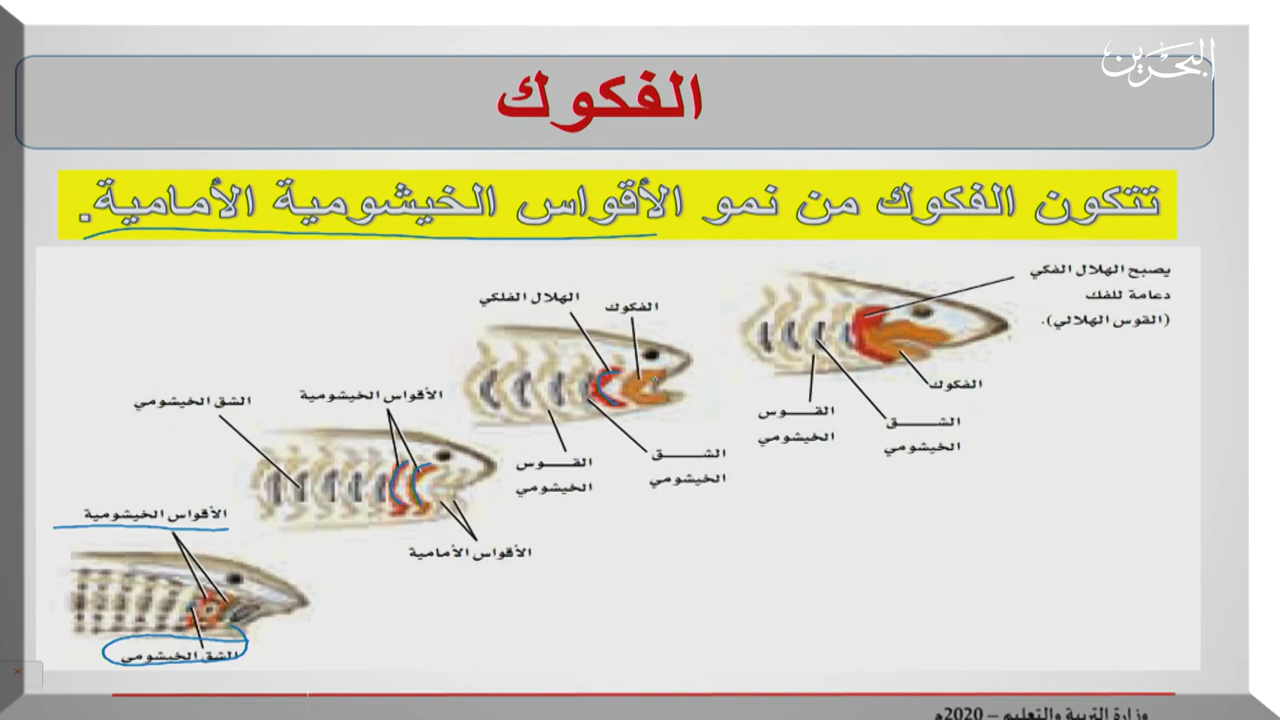 البحرين
الفكوك
تتكون الفكوك من نمو الأقواس الخيشومية الأمامية.
يصبح الهلال الفكي
دعامة للفك
(القوس الهلالي).
الفكوك
الشق
الخيشومي
القوس
الخيشومي
الهلال الفلكي
الفكوك
الشق
الخيشومي
القوس
الخيشومي
الأقواس الخيشومية
الشق الخيشومي
الأقواس الأمامية
الأقواس الخيشومية
الشق الخيشومي
وزارة التربية والتعليم – 2020م